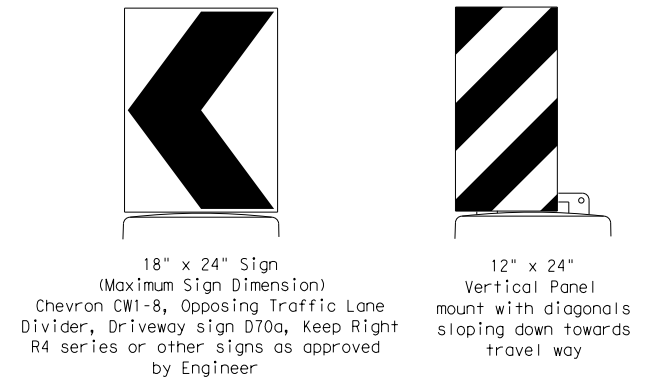 18" x 24" Sign
(Maximum Sign Dimension)
Chevron CW1-8, Opposing Traffic Lane
Divider, Driveway sign D70a, Keep Right
R4 series or other signs as approved
by Engineer
12" x 24"
Vertical Panel
mount with diagonals
sloping down towards
travel way